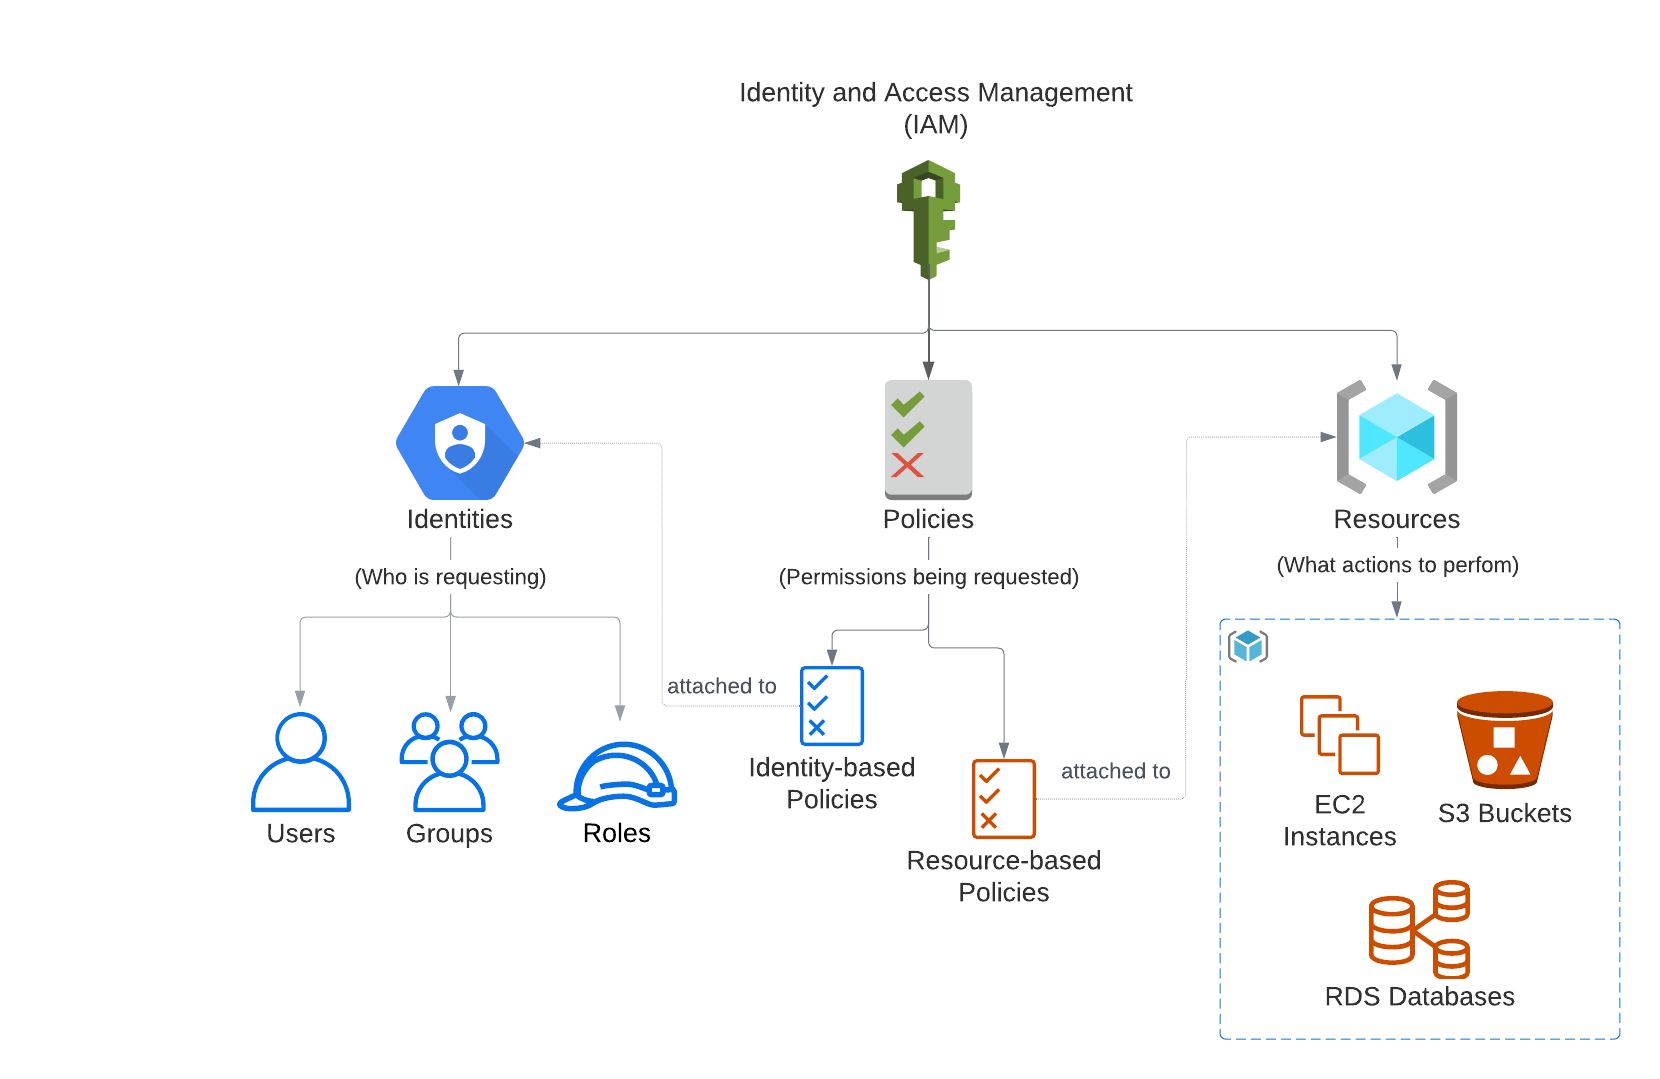 Identity and Access Management
(IAM)
Identities
Policies
Resources
(Who is requesting)
(Permissions being requested)
(What actions to perfom)
attached to
Identity-based
Policies
attached to
Resource-based
Policies
Users
Groups
Roles
EC2
Instances
S3 Buckets
RDS Databases